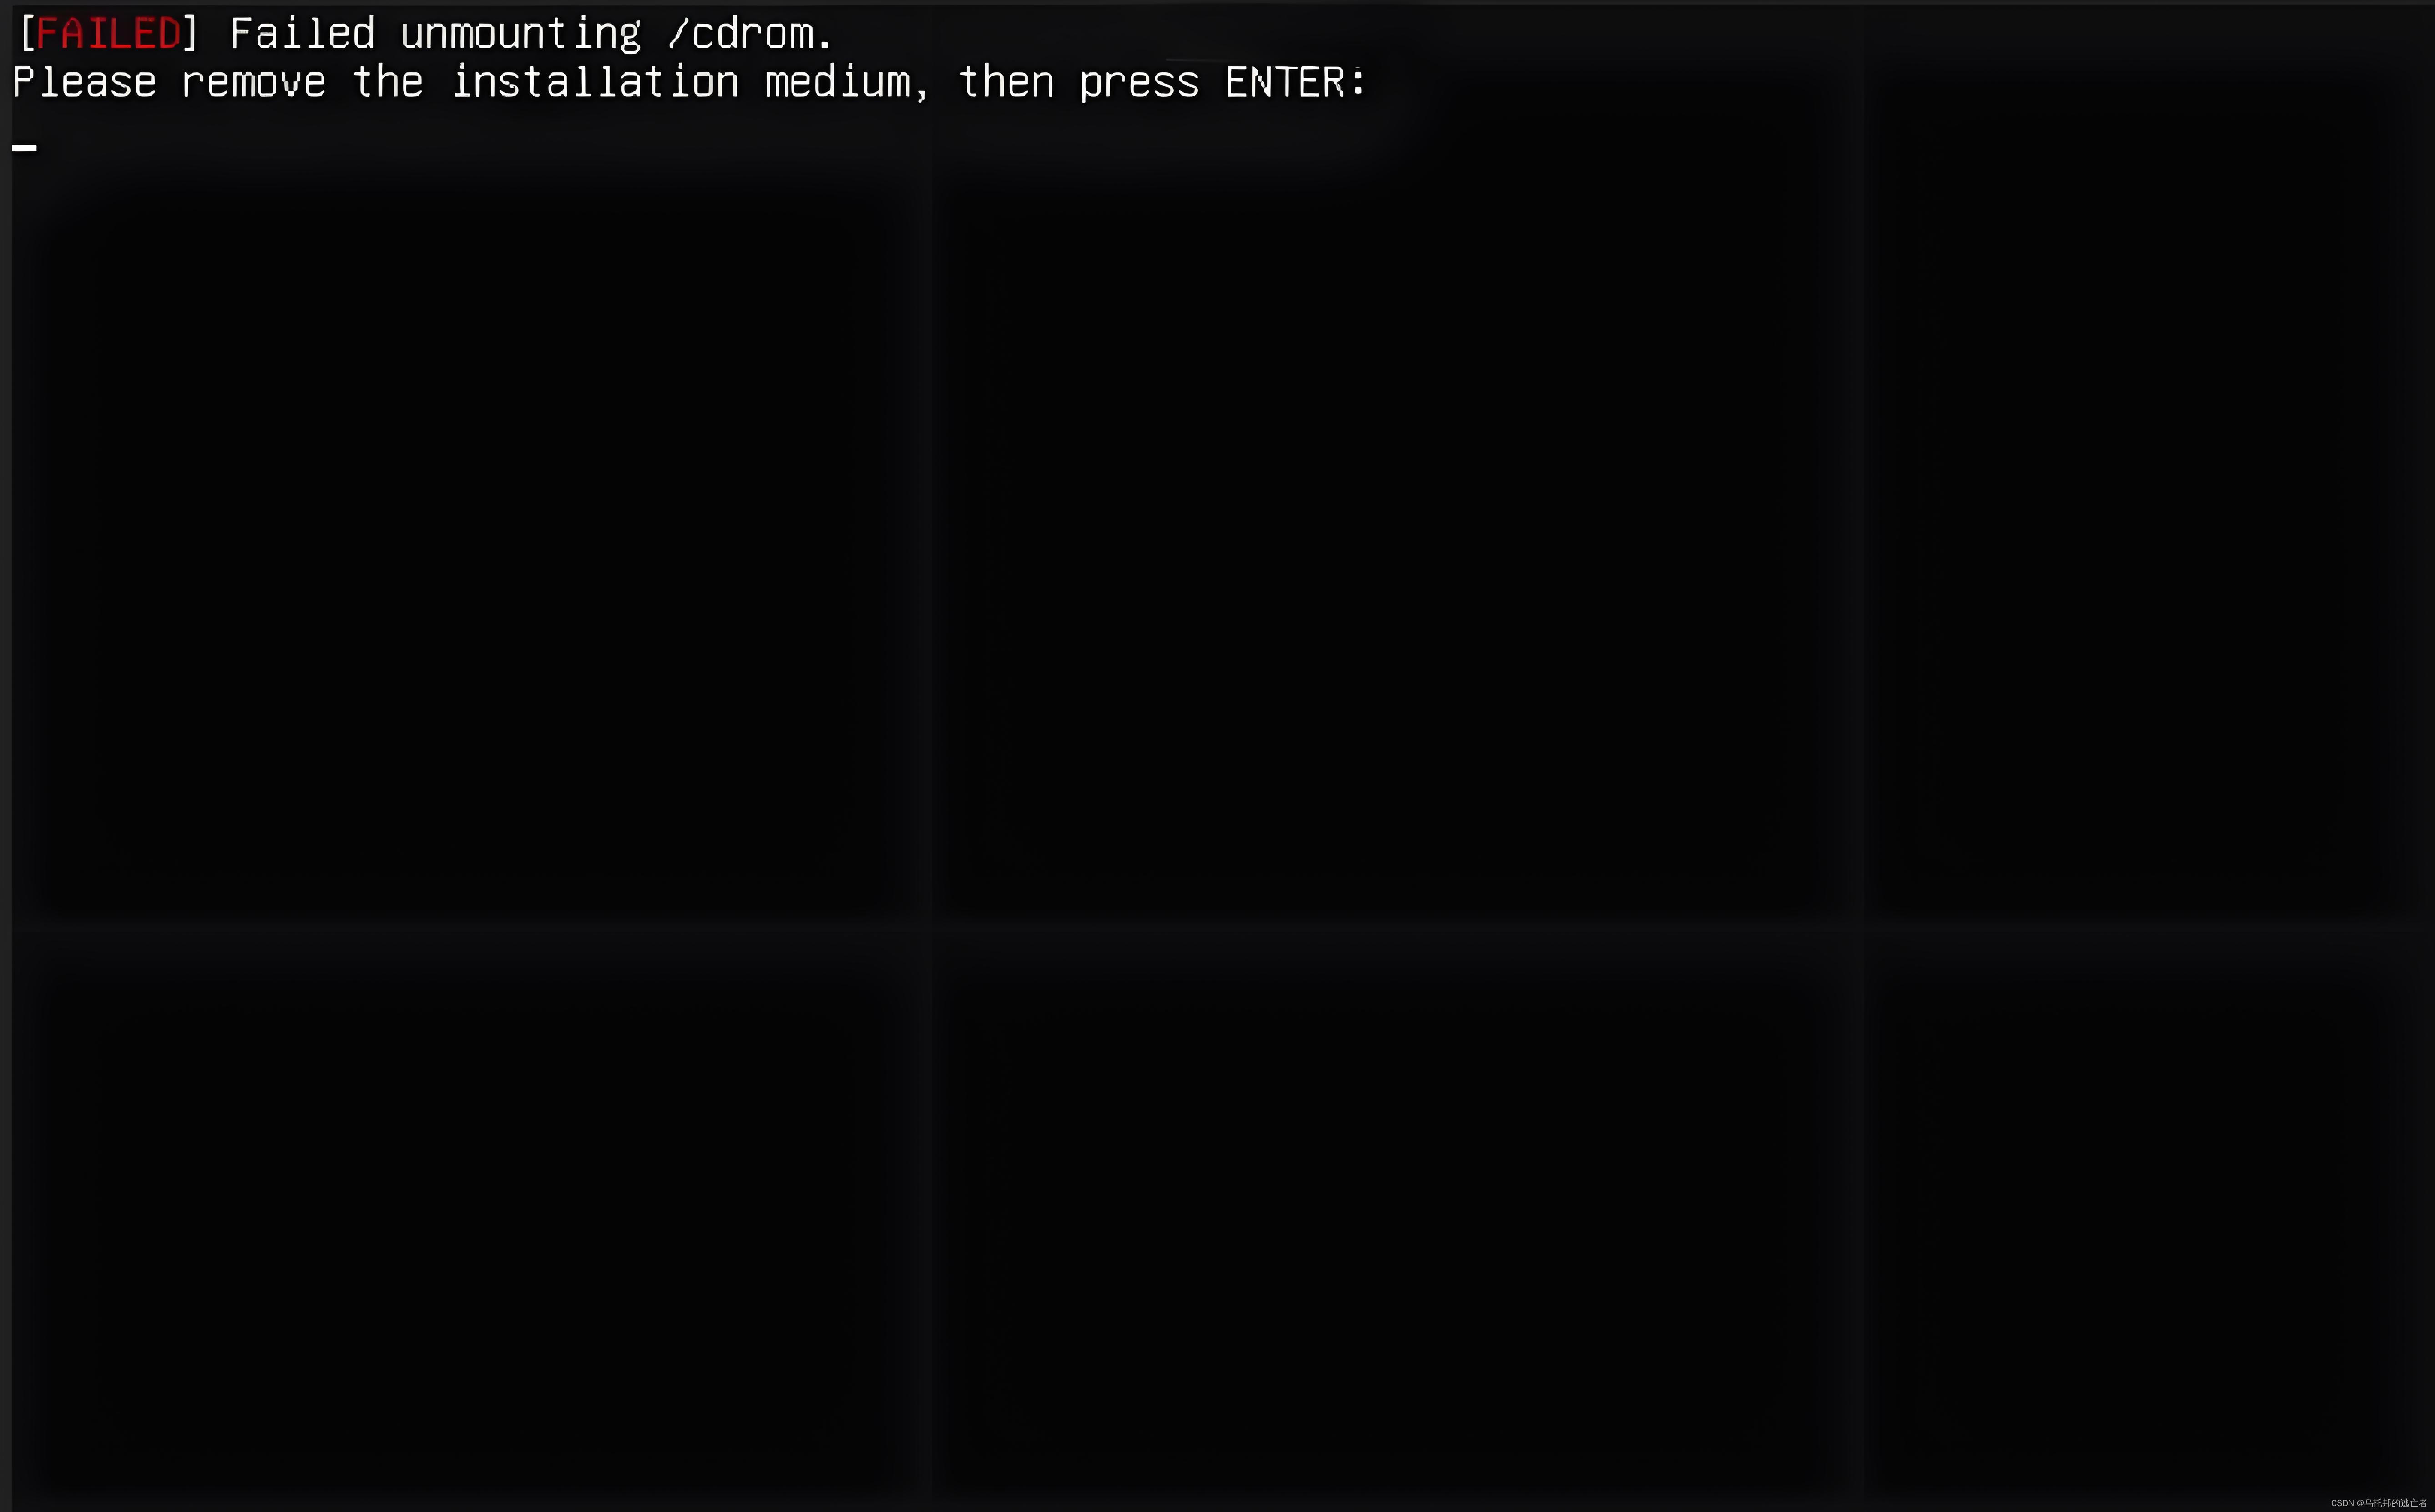 [FAILED] Failed unmounting /cdrom.
Please remove the installation medium, then press ENTER:
CSDN @乌托邦的逃亡者